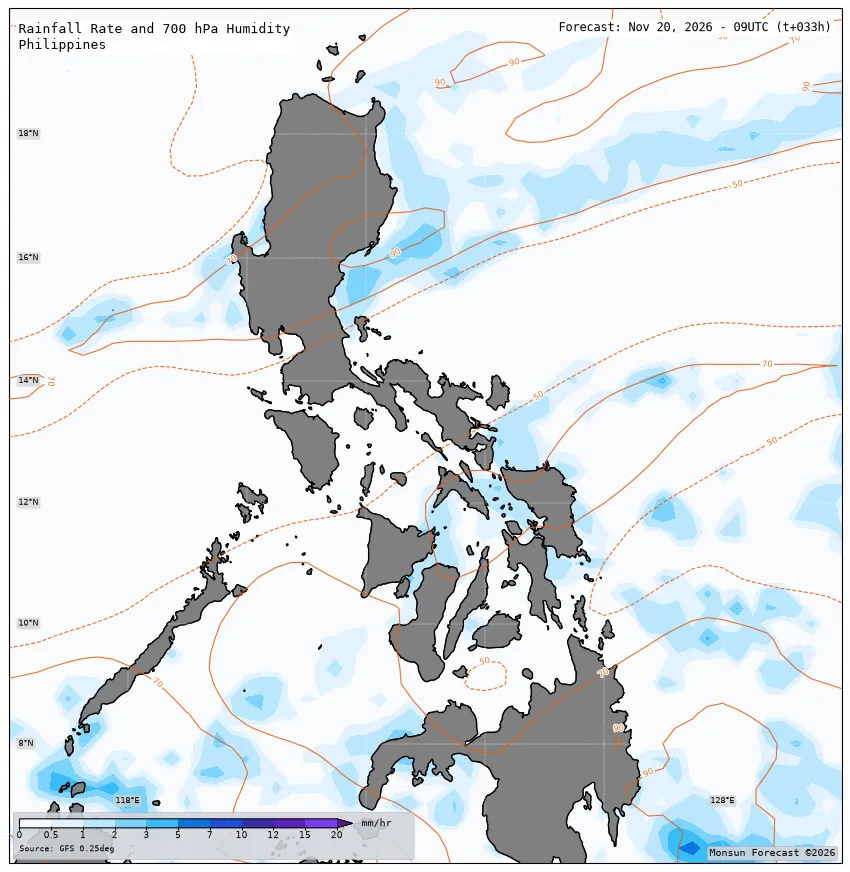 Rainfall Rate and 700 hPa Humidity
Philippines
Forecast: Nov 20, 2026 - 09UTC (t+033h)
70
90
90
90
18°N
50
90
16°N
70
14°N
70
70
50
50
12°N
10°N
50
70
70
90
8°N
90
118°E
128°E
0 0.5 1 2 3 5 7 10 12 15 20 mm/hr
Source: GFS 0.25deg
Monsun Forecast ©2026